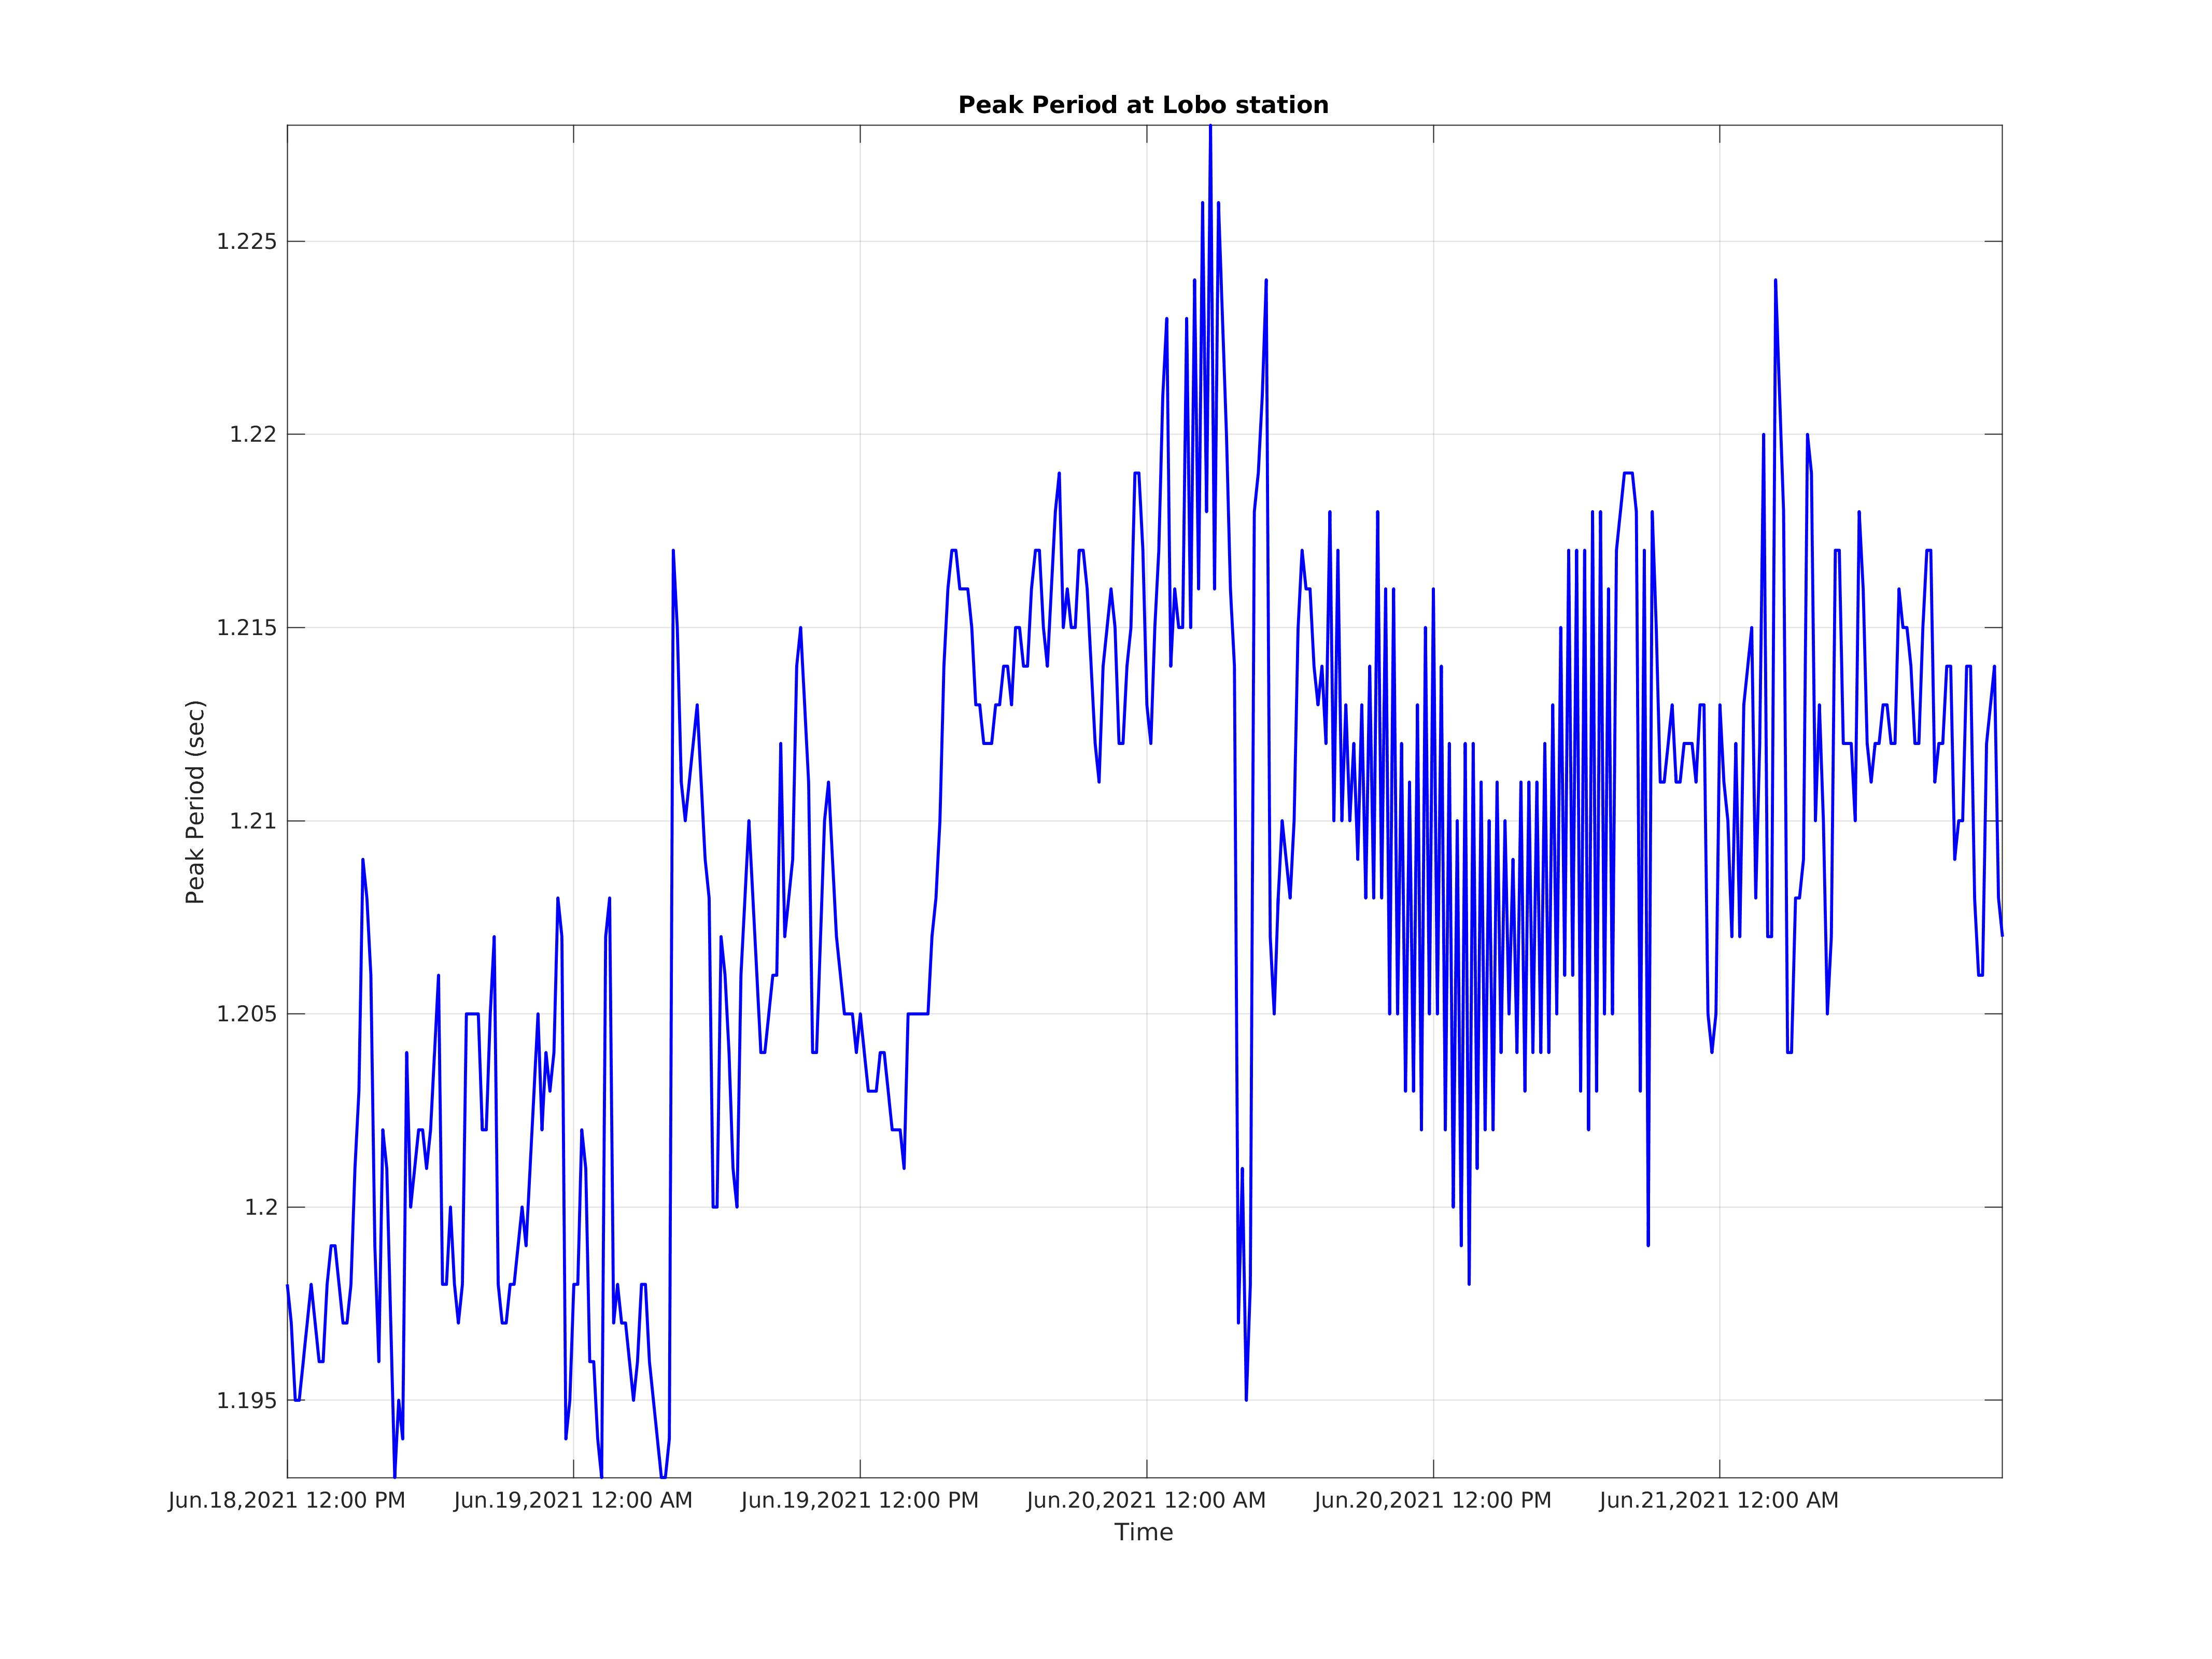 Peak Period at Lobo station
1.225
1.22
1.215
1.21
1.205
1.2
1.195
Peak Period (sec)
Jun.18,2021 12:00 PM
Jun.19,2021 12:00 AM
Jun.19,2021 12:00 PM
Jun.20,2021 12:00 AM
Jun.20,2021 12:00 PM
Jun.21,2021 12:00 AM
Time